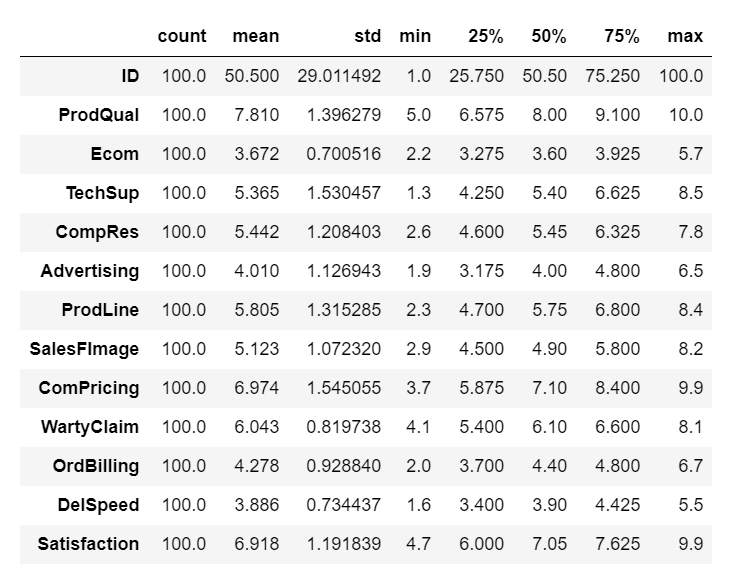 count mean std min 25% 50% 75% max
ID 100.0 50.500 29.011492 1.0 25.750 50.50 75.250 100.0
ProdQual 100.0 7.810 1.396279 5.0 6.575 8.00 9.100 10.0
Ecom 100.0 3.672 0.700516 2.2 3.275 3.60 3.925 5.7
TechSup 100.0 5.365 1.530457 1.3 4.250 5.40 6.625 8.5
CompRes 100.0 5.442 1.208403 2.6 4.600 5.45 6.325 7.8
Advertising 100.0 4.010 1.126943 1.9 3.175 4.00 4.800 6.5
ProdLine 100.0 5.805 1.315285 2.3 4.700 5.75 6.800 8.4
SalesFImage 100.0 5.123 1.072320 2.9 4.500 4.90 5.800 8.2
ComPricing 100.0 6.974 1.545055 3.7 5.875 7.10 8.400 9.9
WartyClaim 100.0 6.043 0.819738 4.1 5.400 6.10 6.600 8.1
OrdBilling 100.0 4.278 0.928840 2.0 3.700 4.40 4.800 6.7
DelSpeed 100.0 3.886 0.734437 1.6 3.400 3.90 4.425 5.5
Satisfaction 100.0 6.918 1.191839 4.7 6.000 7.05 7.625 9.9